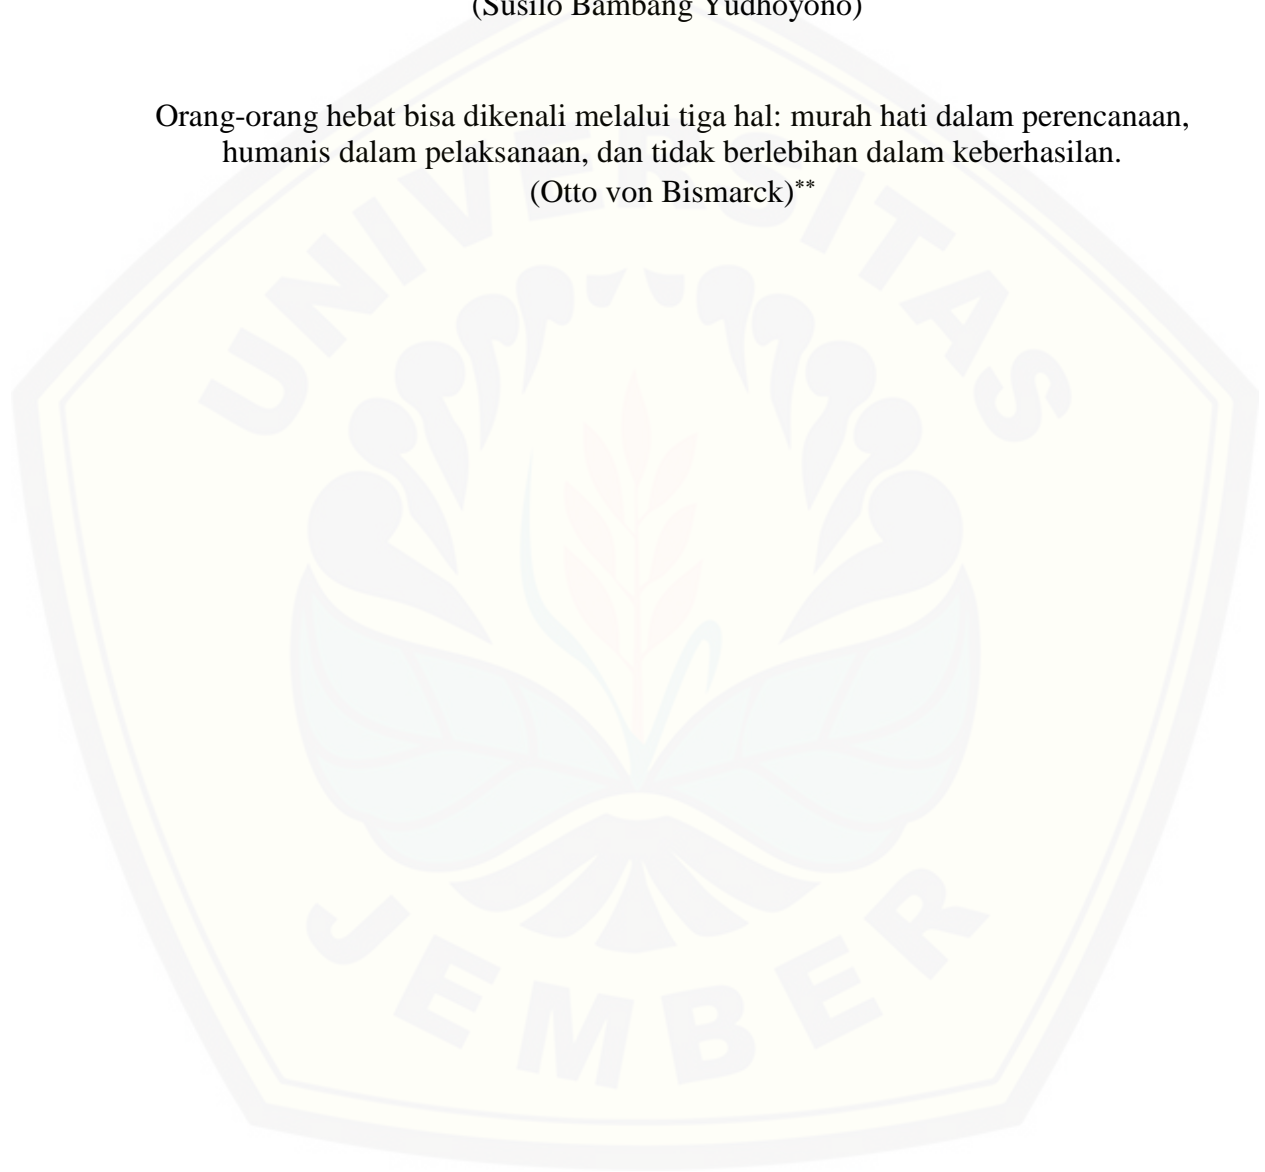 (Susilo Bambang Yudhoyono)
Orang-orang hebat bisa dikenali melalui tiga hal: murah hati dalam perencanaan,
humanis dalam pelaksanaan, dan tidak berlebihan dalam keberhasilan.
(Otto von Bismarck)**
UNIVERSITAS
JEMBER